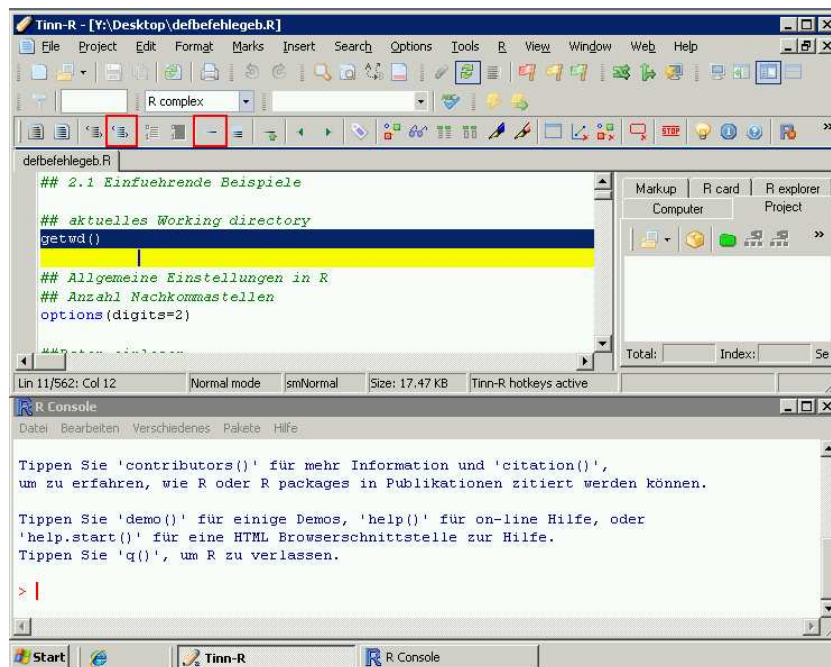 Tinn-R - [Y:\Desktop\defbefehlegeb.R]
File Project Edit Format Marks Insert Search Options Tools R View Window Web Help
R complex
STOP R »
defbefehlegeb.R
## 2.1 Einfuehrende Beispiele
## aktuelles Working directory
getwd()
## Allgemeine Einstellungen in R
## Anzahl Nachkommastellen
options(digits=2)
##Daten einlesen
Markup R card R explorer
Computer Project
»
Total: Index: Se
Lin 11/562: Col 12 Normal mode smNormal Size: 17.47 KB Tinn-R hotkeys active
R Console
Datei Bearbeiten Verschiedenes Pakete Hilfe
Tippen Sie 'contributors()' für mehr Information und 'citation()',
um zu erfahren, wie R oder R packages in Publikationen zitiert werden können.
Tippen Sie 'demo()' für einige Demos, 'help()' für on-line Hilfe, oder
'help.start()' für eine HTML Browserschnittstelle zur Hilfe.
Tippen Sie 'q()', um R zu verlassen.
>
Start Tinn-R R Console